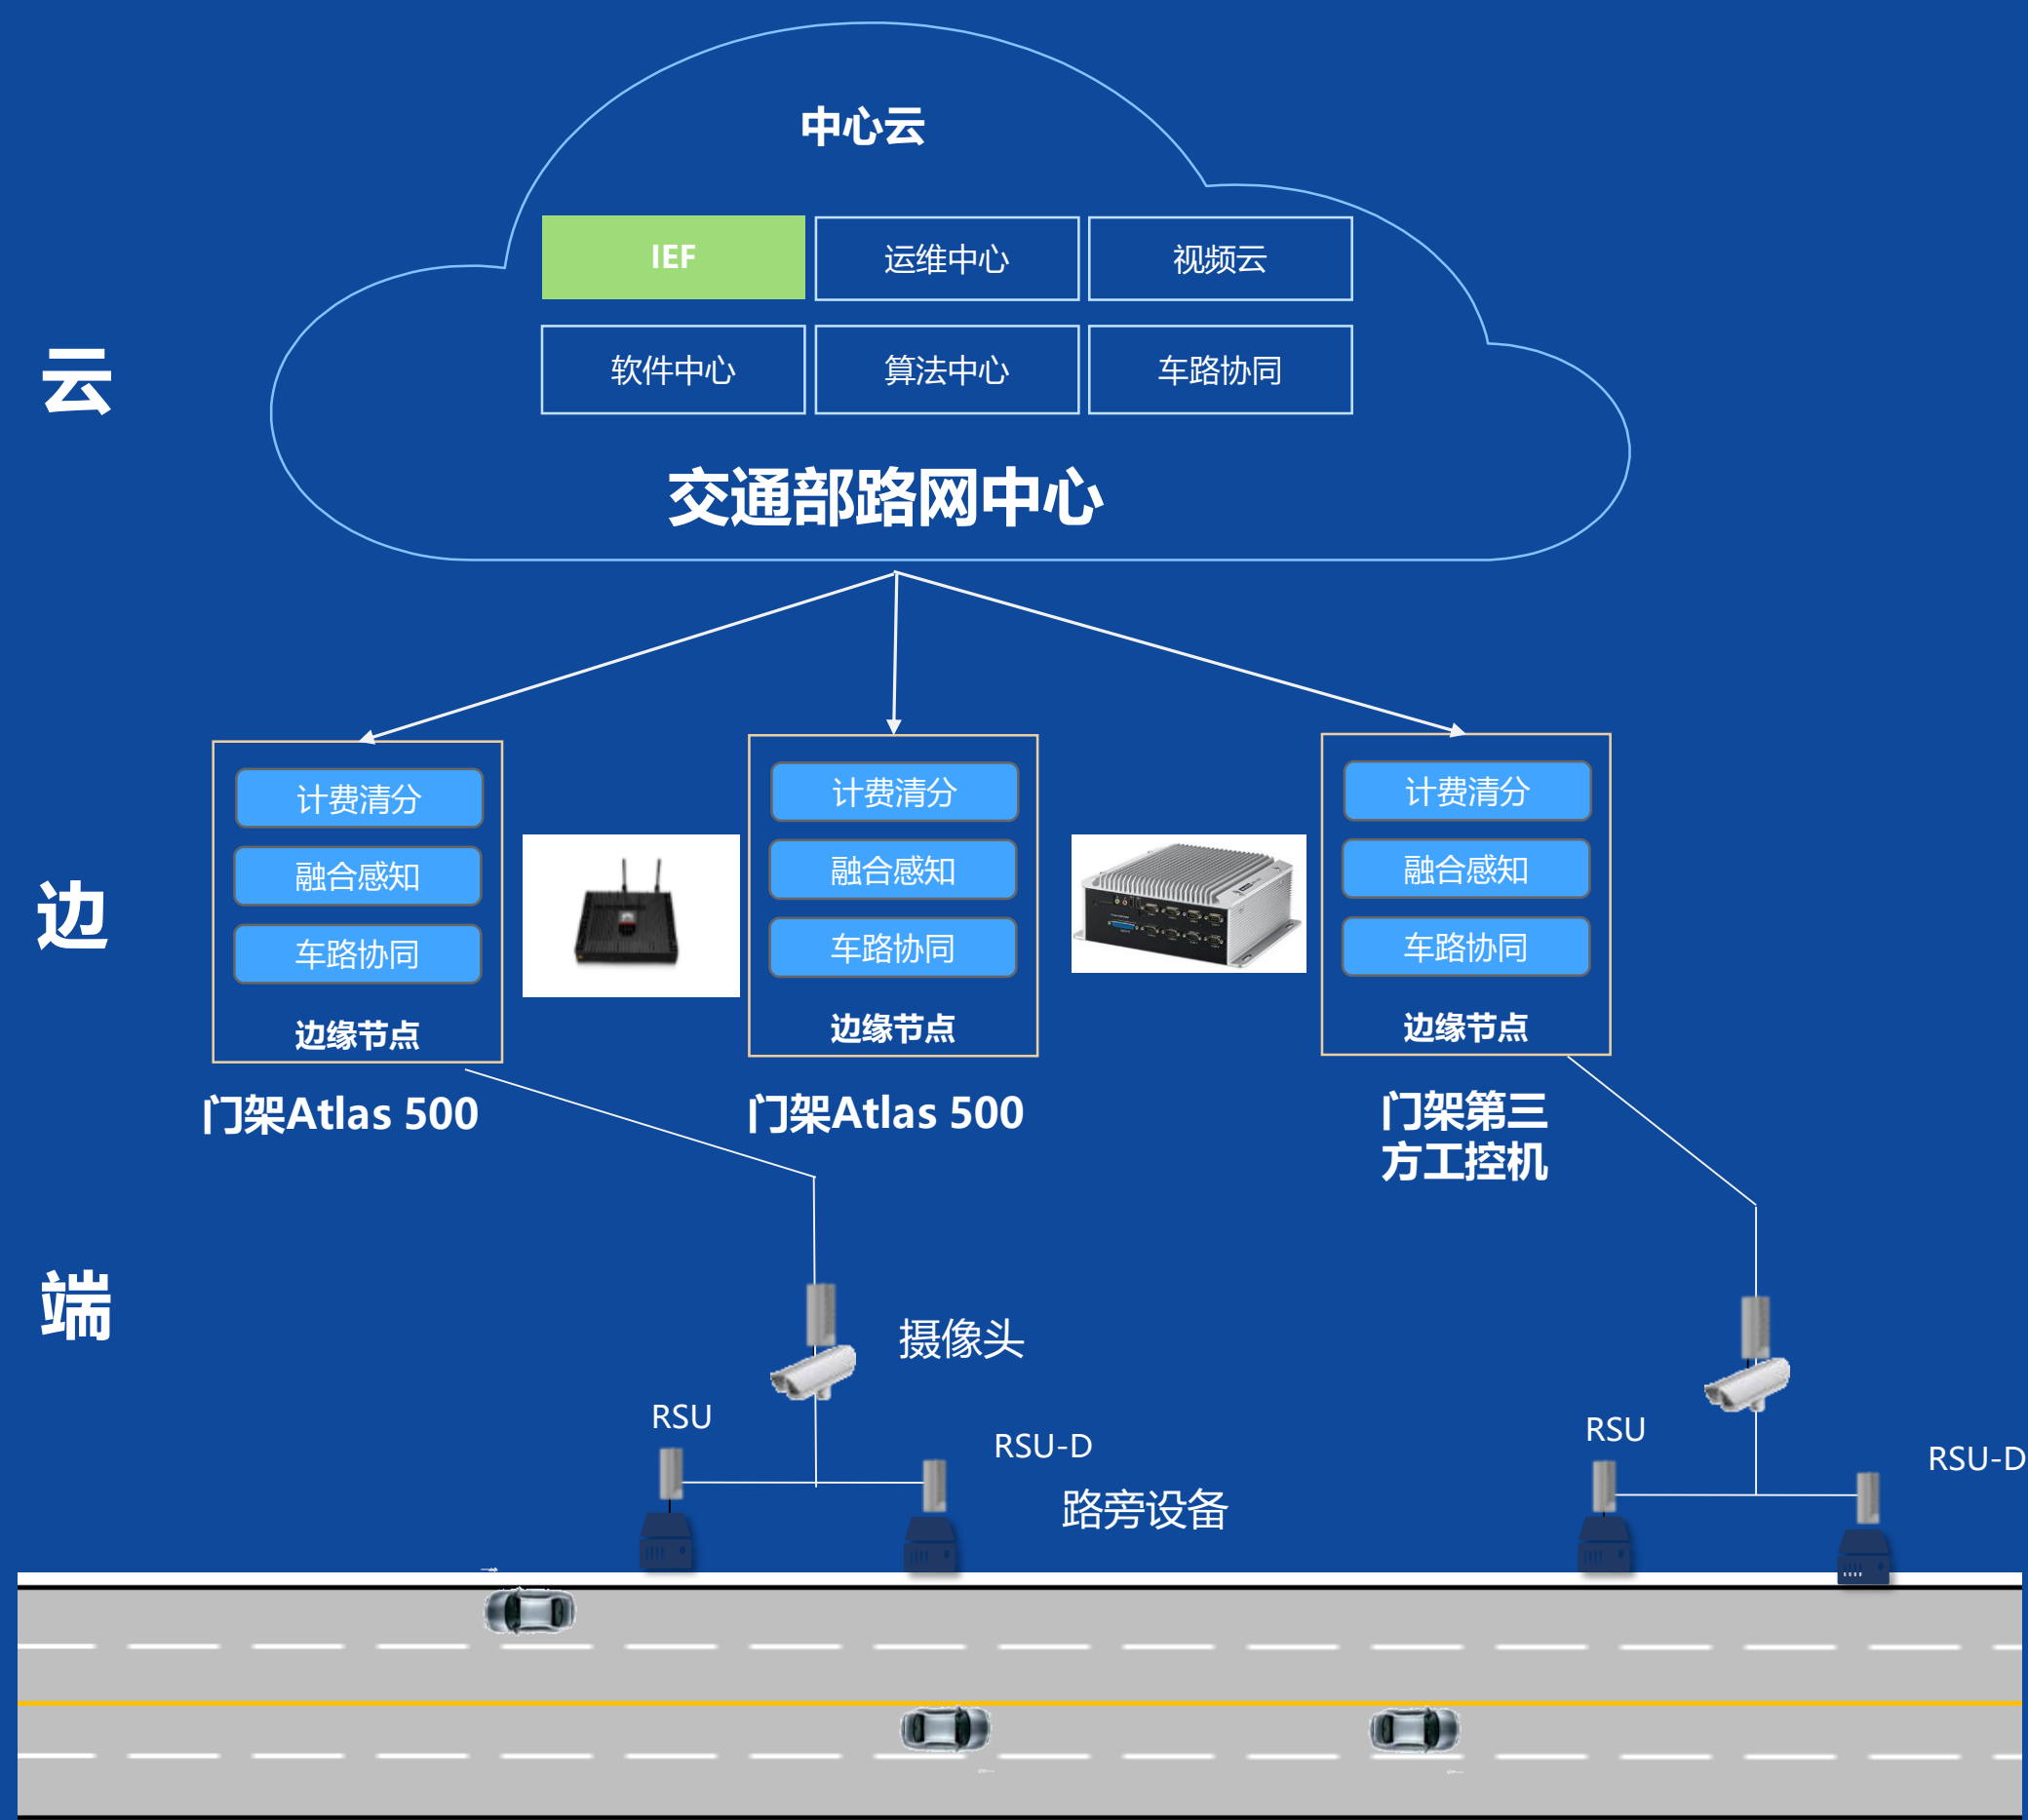 中心云
IEF
运维中心
视频云
软件中心
算法中心
车路协同
交通部路网中心
云
计费清分
融合感知
车路协同
边缘节点
门架Atlas 500
计费清分
融合感知
车路协同
边缘节点
门架Atlas 500
计费清分
融合感知
车路协同
边缘节点
门架第三
方工控机
边
端
摄像头
RSU
RSU-D
路旁设备
RSU
RSU-D